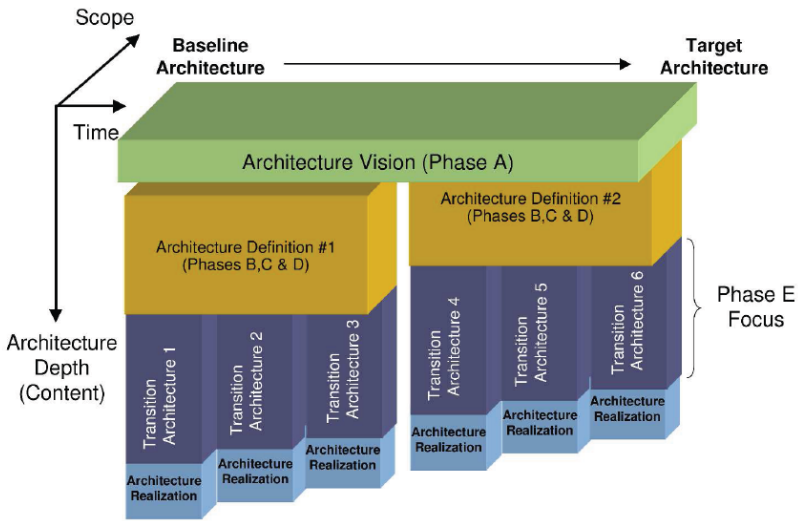 Scope
Baseline
Architecture
Target
Architecture
Time
Architecture Vision (Phase A)
Architecture Definition #1
(Phases B,C & D)
Architecture Definition #2
(Phases B,C & D)
Transition
Architecture 1
Transition
Architecture 2
Transition
Architecture 3
Transition
Architecture 4
Transition
Architecture 5
Transition
Architecture 6
Phase E
Focus
Architecture
Depth
(Content)
Architecture
Realization
Architecture
Realization
Architecture
Realization
Architecture
Realization
Architecture
Realization
Architecture
Realization